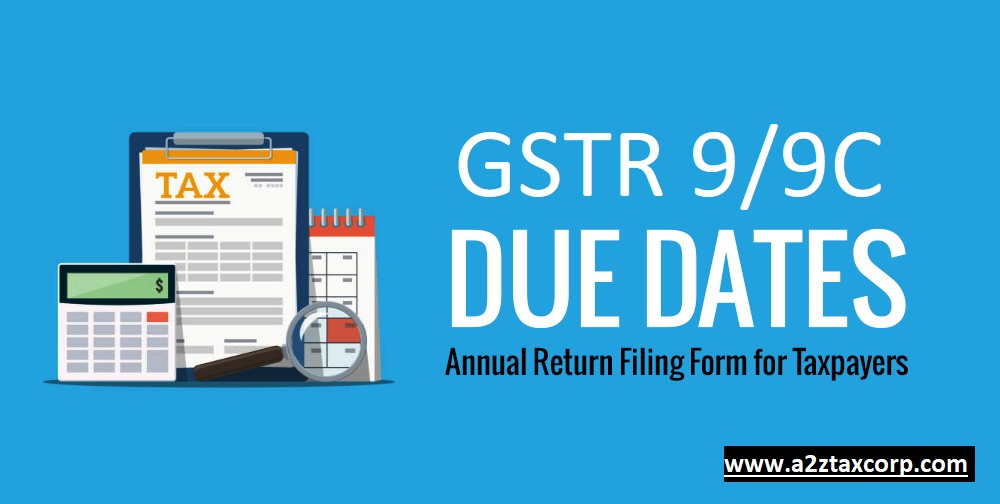 TAX
$
GSTR 9/9C
DUE DATES
Annual Return Filing Form for Taxpayers
www.a2ztaxcorp.com